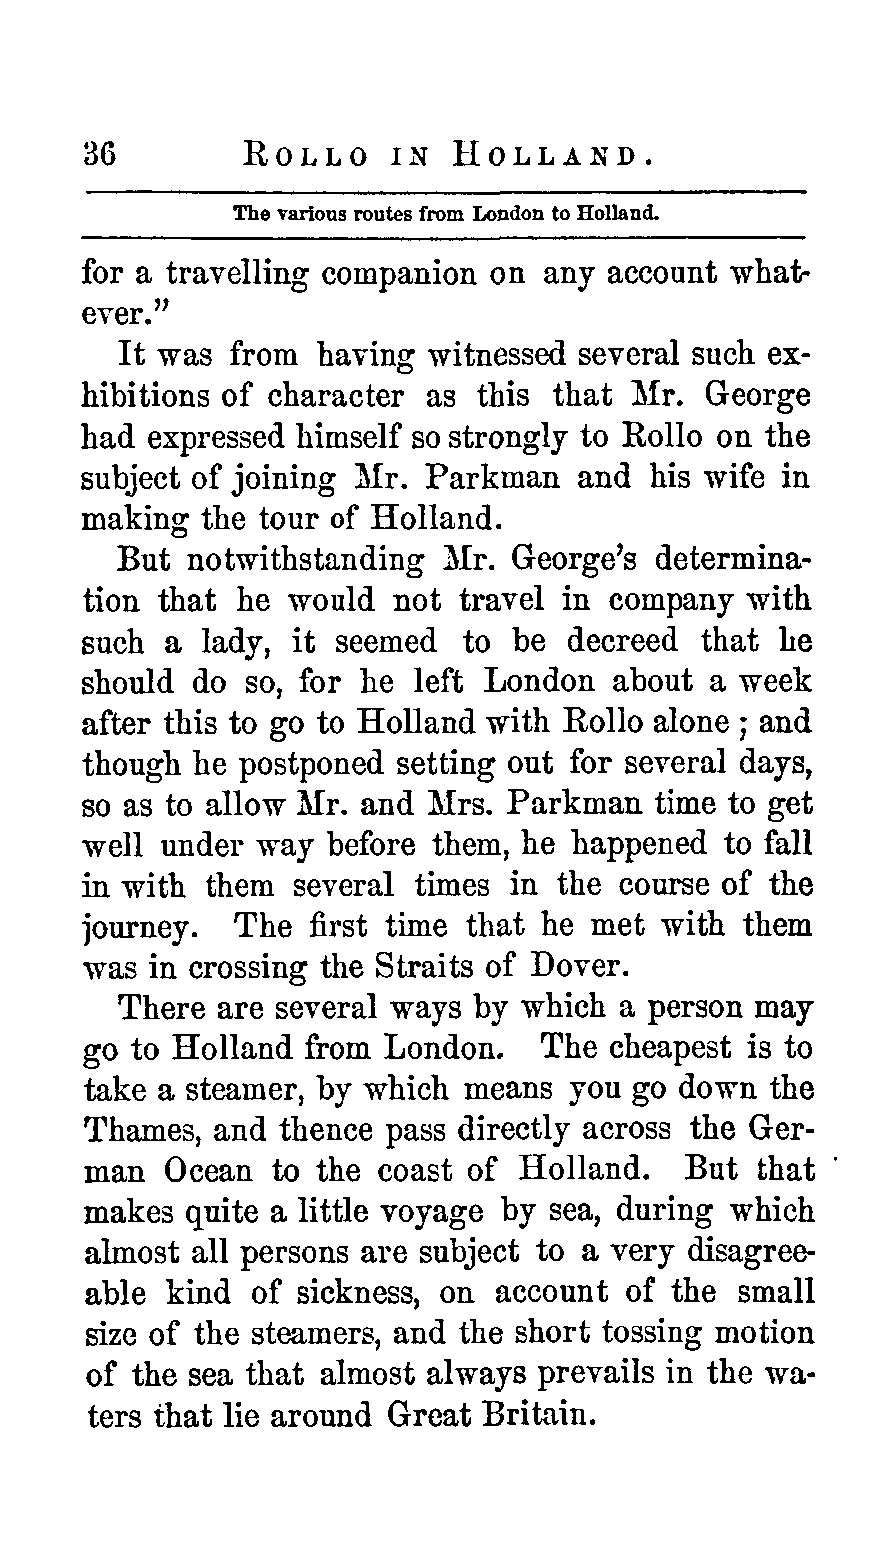 36 ROLLO IN HOLLAND.
The various routes from London to Holland.
for a travelling companion on any account what-
ever.”
It was from having witnessed several such ex-
hibitions of character as this that Mr. George
had expressed himself so strongly to Rollo on the
subject of joining Mr. Parkman and his wife in
making the tour of Holland.
But notwithstanding Mr. George’s determina-
tion that he would not travel in company with
such a lady, it seemed to be decreed that he
should do so, for he left London about a week
after this to go to Holland with Rollo alone ; and
though he postponed setting out for several days,
so as to allow Mr. and Mrs. Parkman time to get
well under way before them, he happened to fall
in with them several times in the course of the
journey. The first time that he met with them
was in crossing the Straits of Dover.
There are several ways by which a person may
go to Holland from London. The cheapest is to
take a steamer, by which means you go down the
Thames, and thence pass directly across the Ger-
man Ocean to the coast of Holland. But that
makes quite a little voyage by sea, during which
almost all persons are subject to a very disagree-
able kind of sickness, on account of the small
size of the steamers, and the short tossing motion
of the sea that almost always prevails in the wa-
ters that lie around Great Britain.